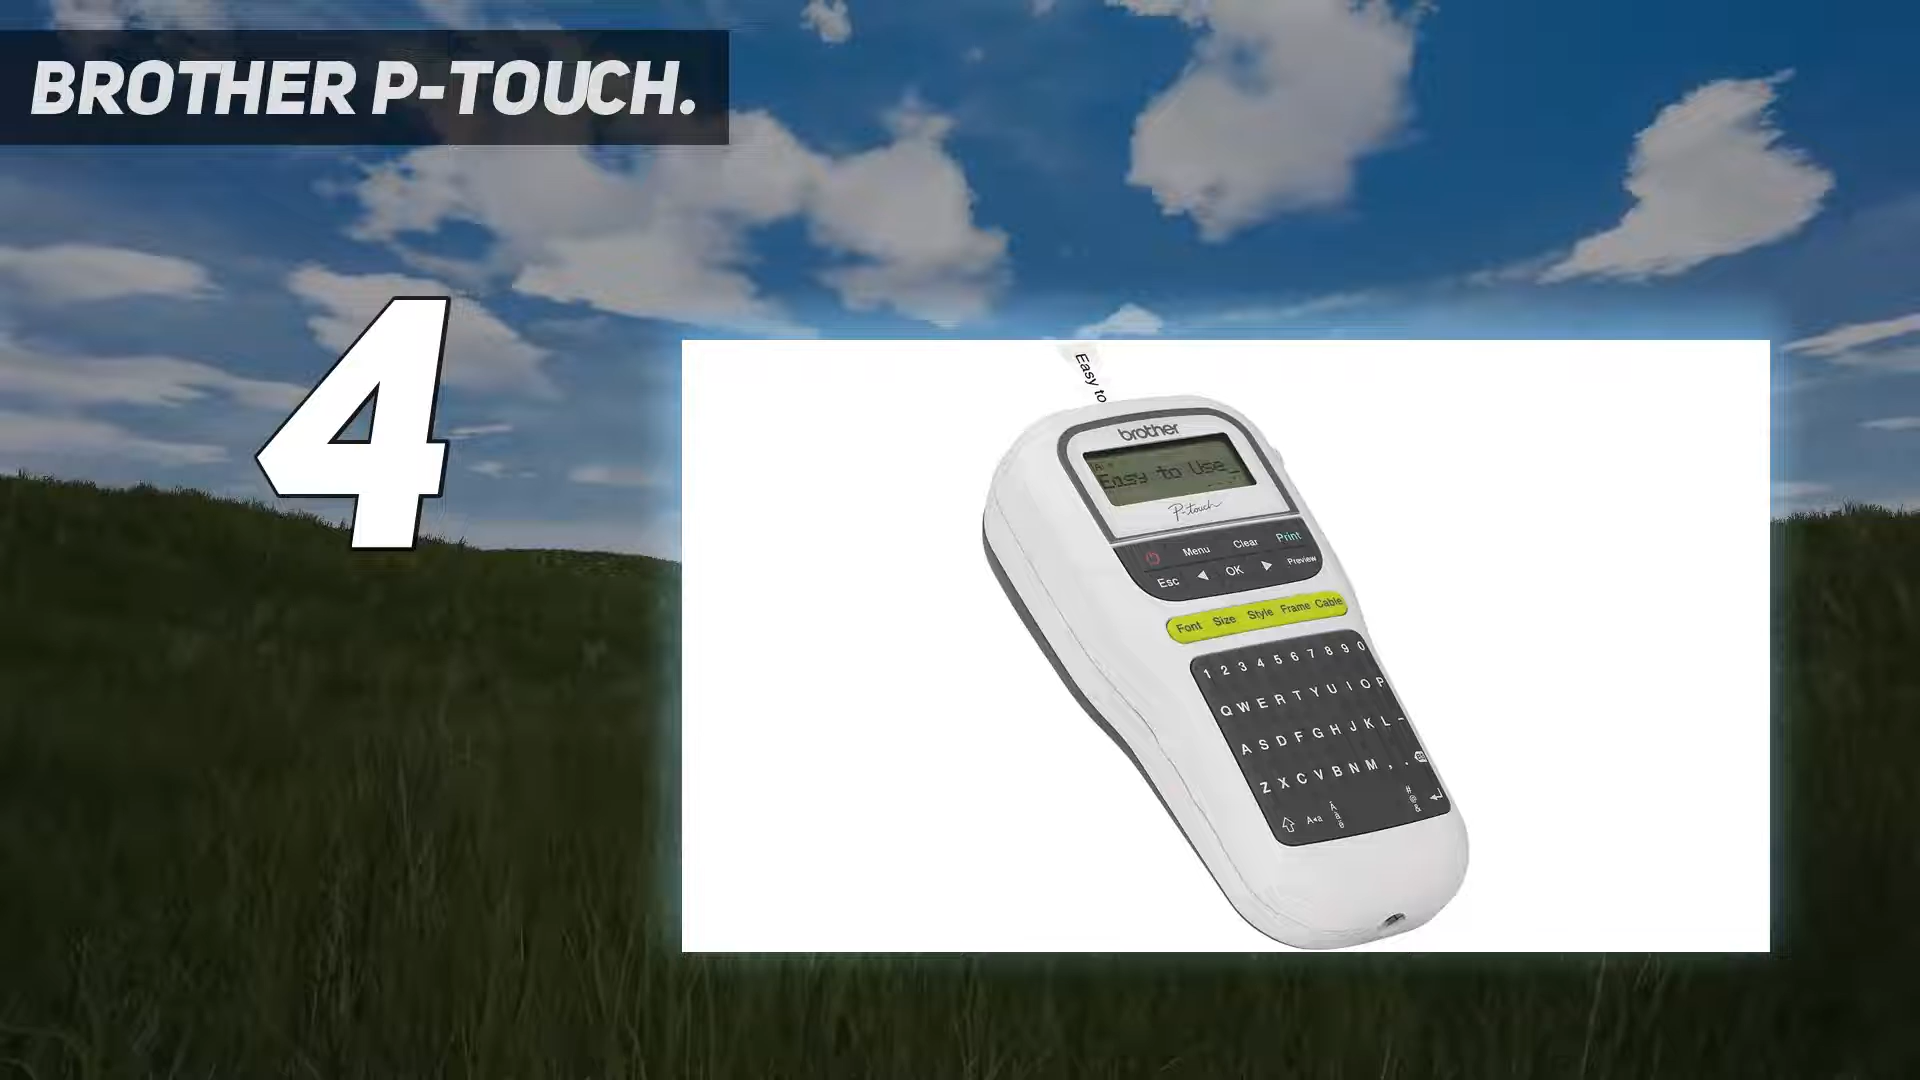 BROTHER P-TOUCH.
4
Easy to
brother
Easy to Use_
P-touch
Menu Clear Print
Esc OK Preview
Font Size Style Frame Cable
1 2 3 4 5 6 7 8 9 0
Q W E R T Y U I O P
A S D F G H J K L -
Z X C V B N M , .
A◂a
#
@
&